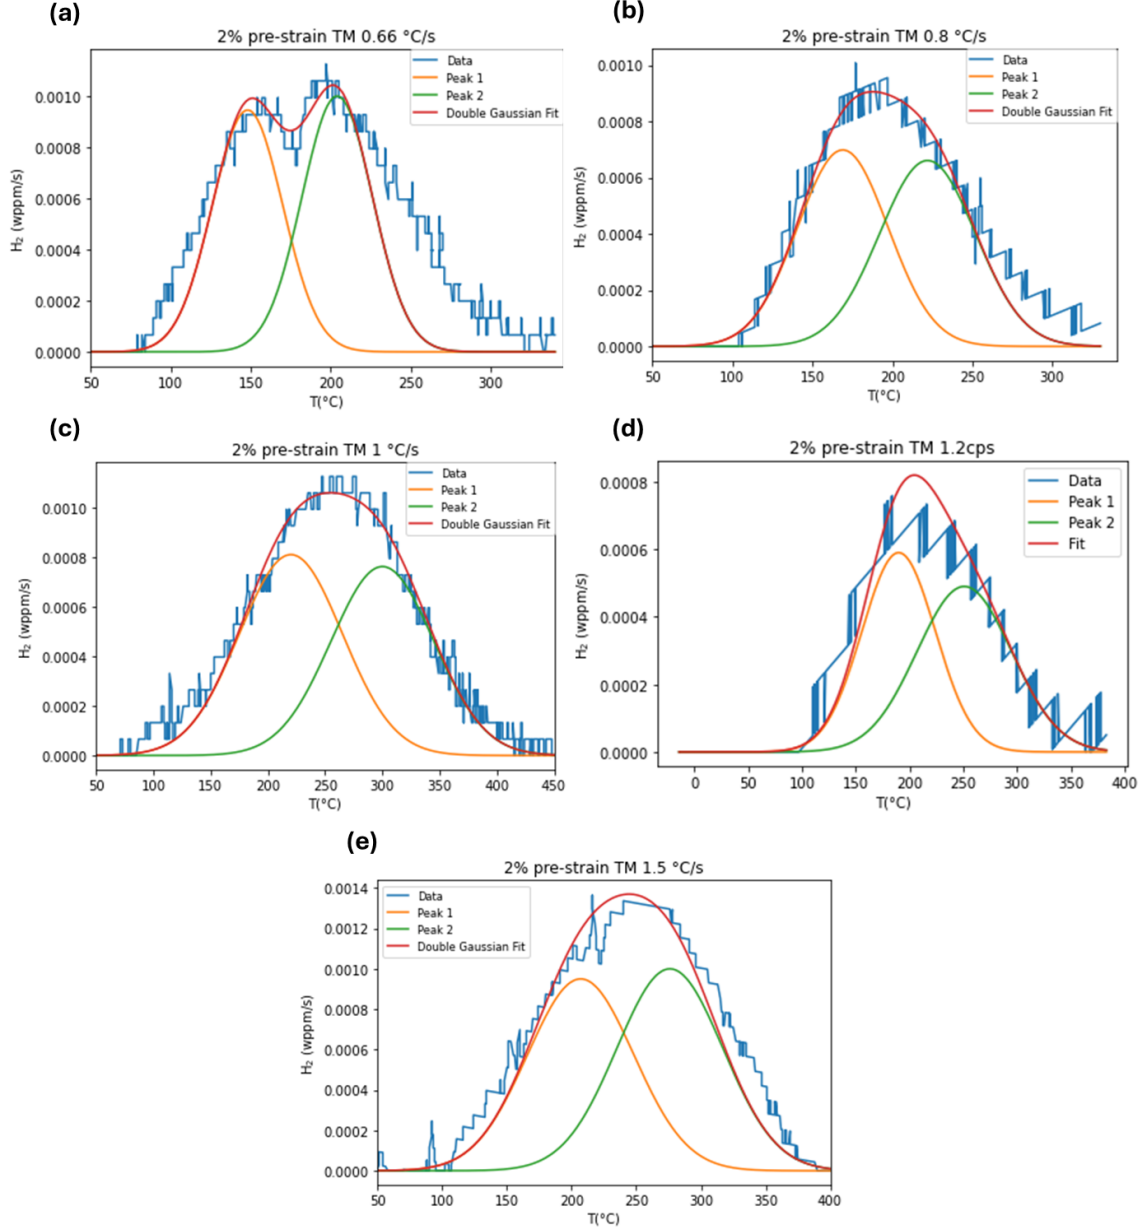 (a)
2% pre-strain TM 0.66 °C/s
Data
Peak 1
Peak 2
Double Gaussian Fit
H2 (wppm/s)
0.0010
0.0008
0.0006
0.0004
0.0002
0.0000
50 100 150 200 250 300
T(°C)
(b)
2% pre-strain TM 0.8 °C/s
Data
Peak 1
Peak 2
Double Gaussian Fit
H2 (wppm/s)
0.0010
0.0008
0.0006
0.0004
0.0002
0.0000
50 100 150 200 250 300
T(°C)
(c)
2% pre-strain TM 1 °C/s
Data
Peak 1
Peak 2
Double Gaussian Fit
H2 (wppm/s)
0.0010
0.0008
0.0006
0.0004
0.0002
0.0000
50 100 150 200 250 300 350 400 450
T(°C)
(d)
2% pre-strain TM 1.2cps
Data
Peak 1
Peak 2
Fit
H2 (wppm/s)
0.0008
0.0006
0.0004
0.0002
0.0000
0 50 100 150 200 250 300 350 400
T(°C)
(e)
2% pre-strain TM 1.5 °C/s
Data
Peak 1
Peak 2
Double Gaussian Fit
H2 (wppm/s)
0.0014
0.0012
0.0010
0.0008
0.0006
0.0004
0.0002
0.0000
50 100 150 200 250 300 350 400
T(°C)